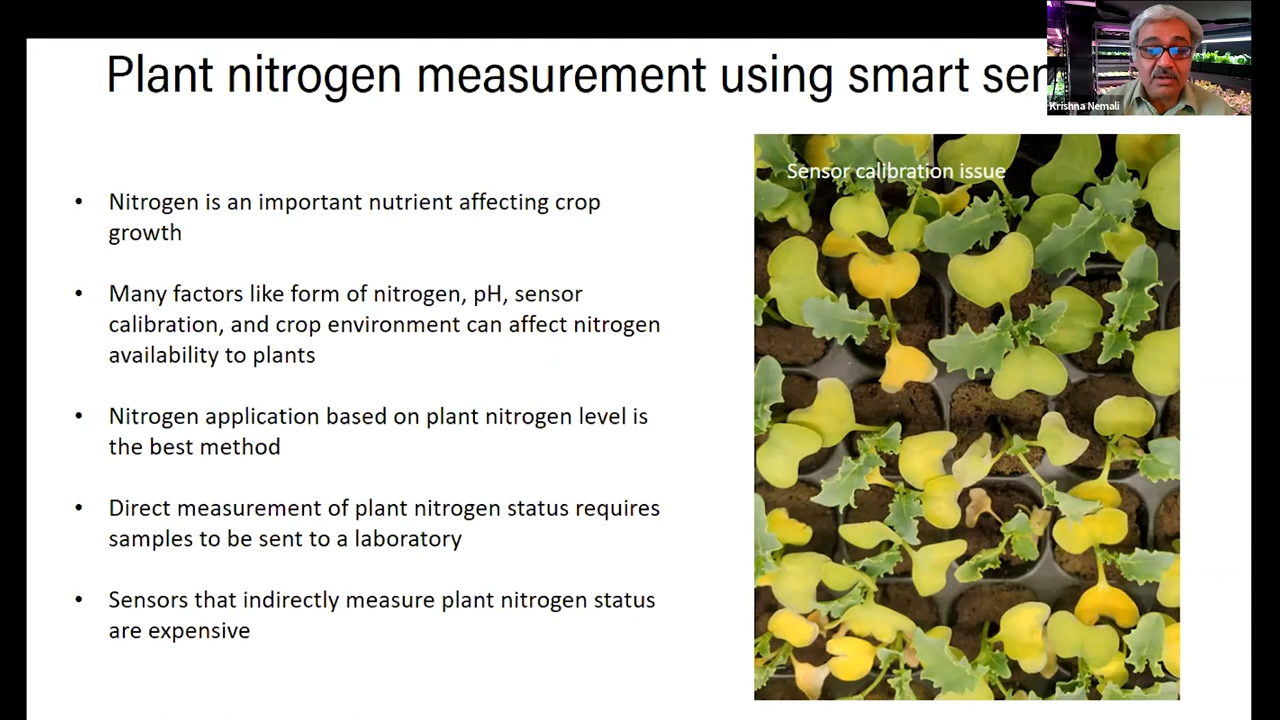 Plant nitrogen measurement using smart
Krishna Nemali
Sensor calibration issue
• Nitrogen is an important nutrient affecting crop
growth
• Many factors like form of nitrogen, pH, sensor
calibration, and crop environment can affect nitrogen
availability to plants
• Nitrogen application based on plant nitrogen level is
the best method
• Direct measurement of plant nitrogen status requires
samples to be sent to a laboratory
• Sensors that indirectly measure plant nitrogen status
are expensive